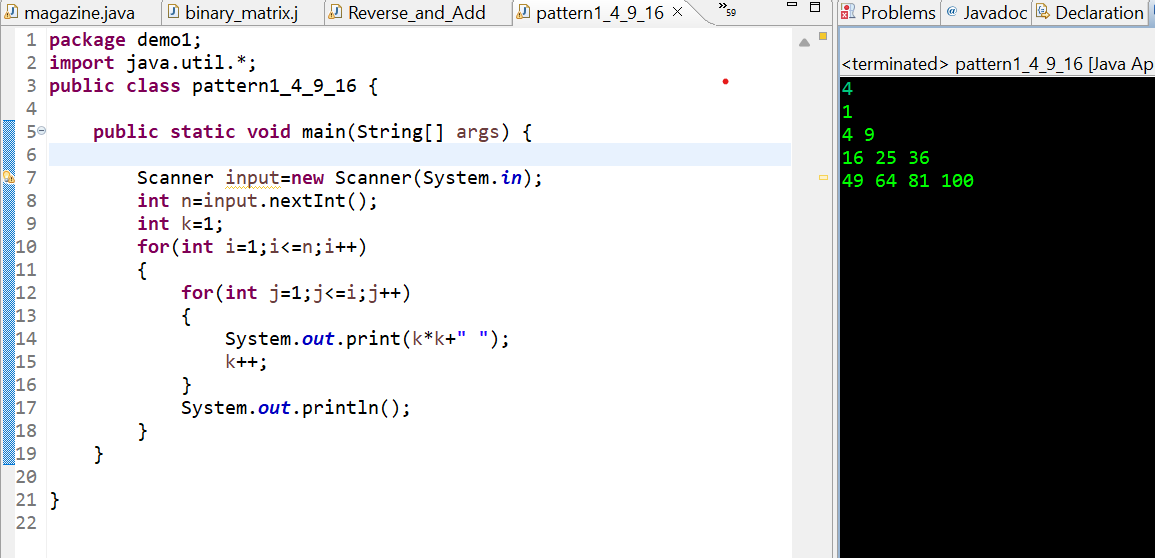 magazine.java binary_matrix.j Reverse_and_Add pattern1_4_9_16 »59 Problems @ Javadoc Declaration
<terminated> pattern1_4_9_16 [Java Ap
1 package demo1;
2 import java.util.*;
3 public class pattern1_4_9_16 {
4
5 public static void main(String[] args) {
6
7 Scanner input=new Scanner(System.in);
8 int n=input.nextInt();
9 int k=1;
10 for(int i=1;i<=n;i++)
11 {
12 for(int j=1;j<=i;j++)
13 {
14 System.out.print(k*k+" ");
15 k++;
16 }
17 System.out.println();
18 }
19 }
20
21 }
22
4
1
4 9
16 25 36
49 64 81 100